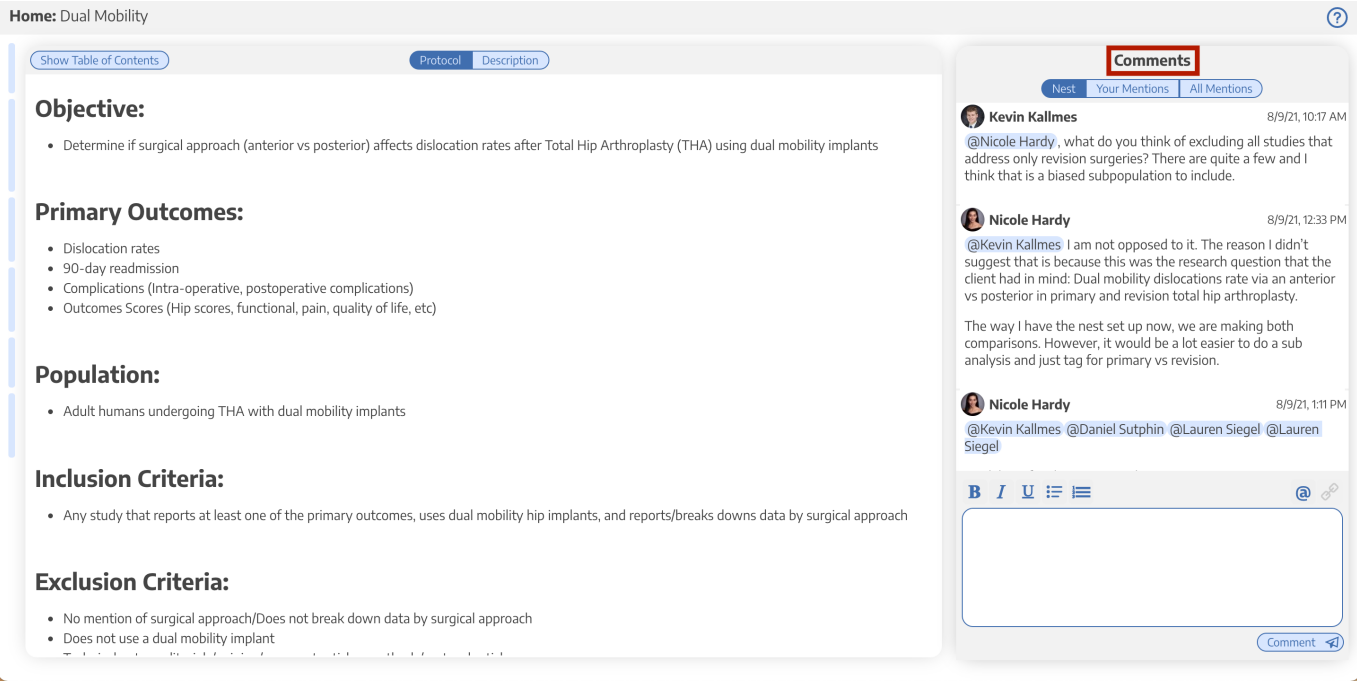 Home: Dual Mobility
?
Show Table of Contents
Protocol
Description
Objective:
• Determine if surgical approach (anterior vs posterior) affects dislocation rates after Total Hip Arthroplasty (THA) using dual mobility implants
Primary Outcomes:
• Dislocation rates
• 90-day readmission
• Complications (Intra-operative, postoperative complications)
• Outcomes Scores (Hip scores, functional, pain, quality of life, etc)
Population:
• Adult humans undergoing THA with dual mobility implants
Inclusion Criteria:
• Any study that reports at least one of the primary outcomes, uses dual mobility hip implants, and reports/breaks downs data by surgical approach
Exclusion Criteria:
• No mention of surgical approach/Does not break down data by surgical approach
• Does not use a dual mobility implant
Comments
Nest
Your Mentions
All Mentions
Kevin Kallmes 8/9/21, 10:17 AM
@Nicole Hardy , what do you think of excluding all studies that
address only revision surgeries? There are quite a few and I
think that is a biased subpopulation to include.
Nicole Hardy 8/9/21, 12:33 PM
@Kevin Kallmes I am not opposed to it. The reason I didn't
suggest that is because this was the research question that the
client had in mind: Dual mobility dislocations rate via an anterior
vs posterior in primary and revision total hip arthroplasty.
The way I have the nest set up now, we are making both
comparisons. However, it would be a lot easier to do a sub
analysis and just tag for primary vs revision.
Nicole Hardy 8/9/21, 1:11 PM
@Kevin Kallmes @Daniel Sutphin @Lauren Siegel @Lauren
Siegel
B I U @
Comment